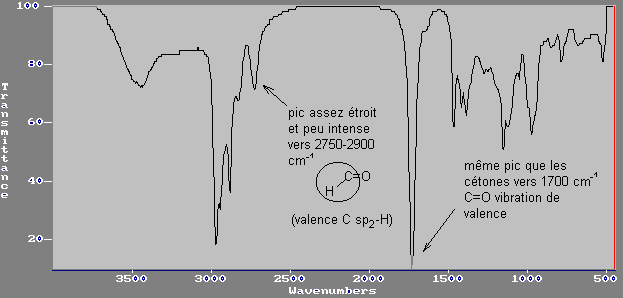 100
80
60
40
20
Transmittance
pic assez étroit
et peu intense
vers 2750-2900
cm-1
C=O
H
(valence C sp2-H)
même pic que les
cétones vers 1700 cm-1
C=O vibration de
valence
3500 3000 2500 2000 1500 1000 500
Wavenumbers